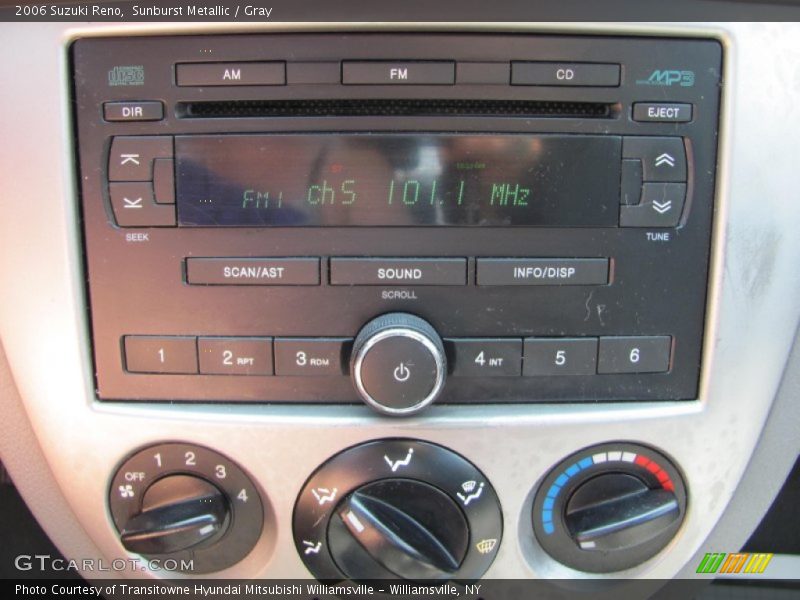 2006 Suzuki Reno,  Sunburst Metallic / Gray
AM FM CD
disc MP3
DIR EJECT
FM1 ch5 101.1 MHz
SEEK TUNE
SCAN/AST SOUND INFO/DISP
SCROLL
1 2 RPT 3 RDM 4 INT 5 6
OFF 1 2 3 4
GTCARLOT.COM
Photo Courtesy of Transitowne Hyundai Mitsubishi Williamsville – Williamsville, NY